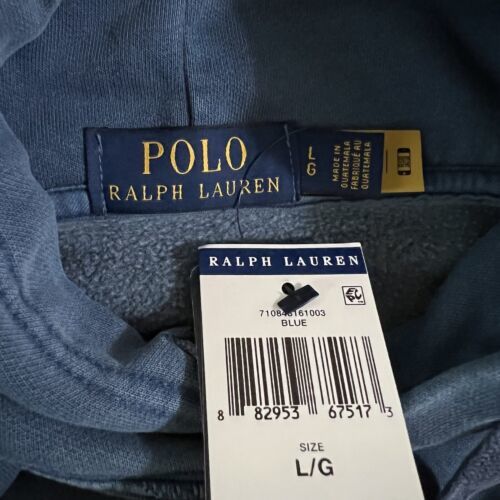 POLO
RALPH LAUREN
L
G
MADE IN
GUATEMALA
FABRIQUÉ AU
GUATEMALA
RALPH LAUREN
710848161003
BLUE
8 82953 67517 3
SIZE
L/G